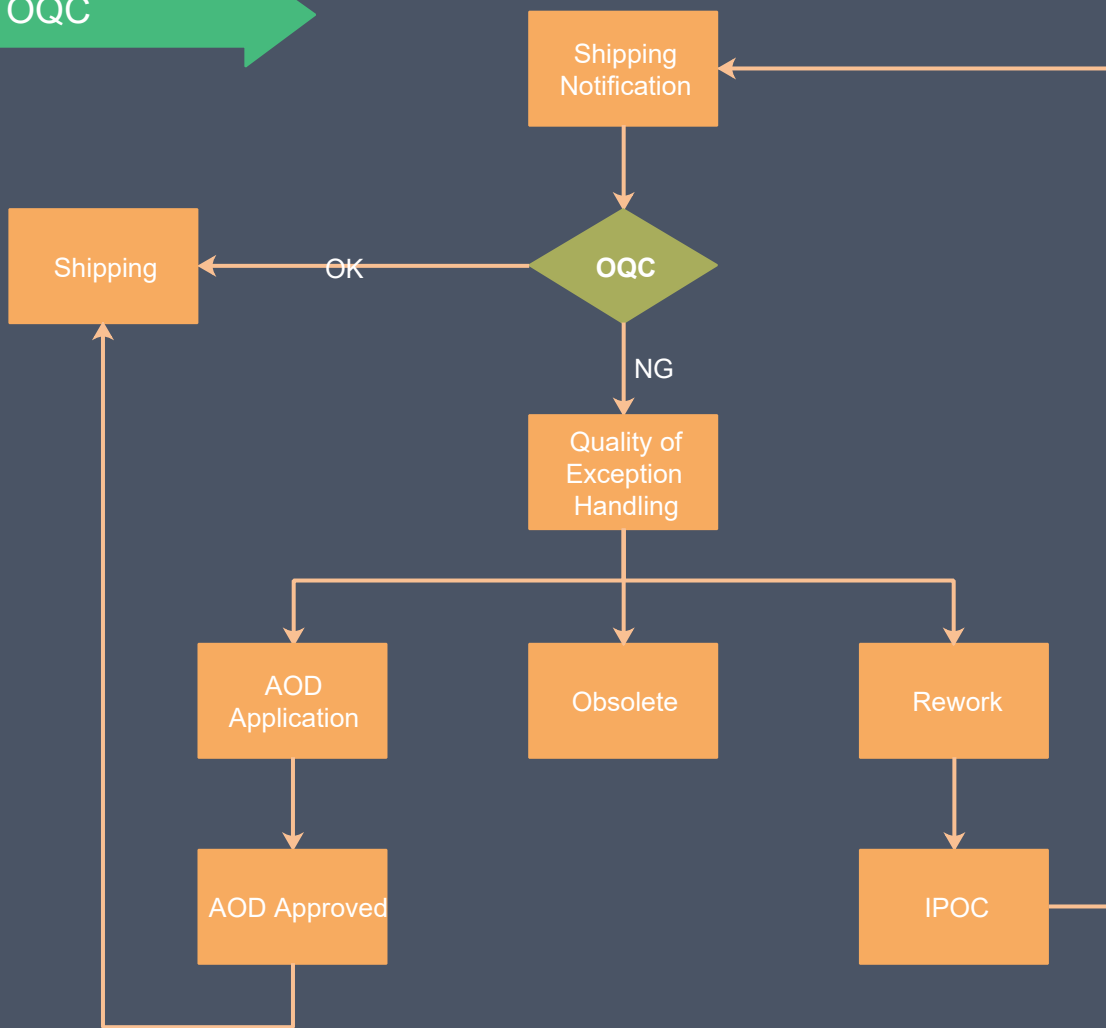 OQC
Shipping
Notification
Shipping
OK
OQC
NG
Quality of
Exception
Handling
AOD
Application
Obsolete
Rework
AOD Approved
IPOC